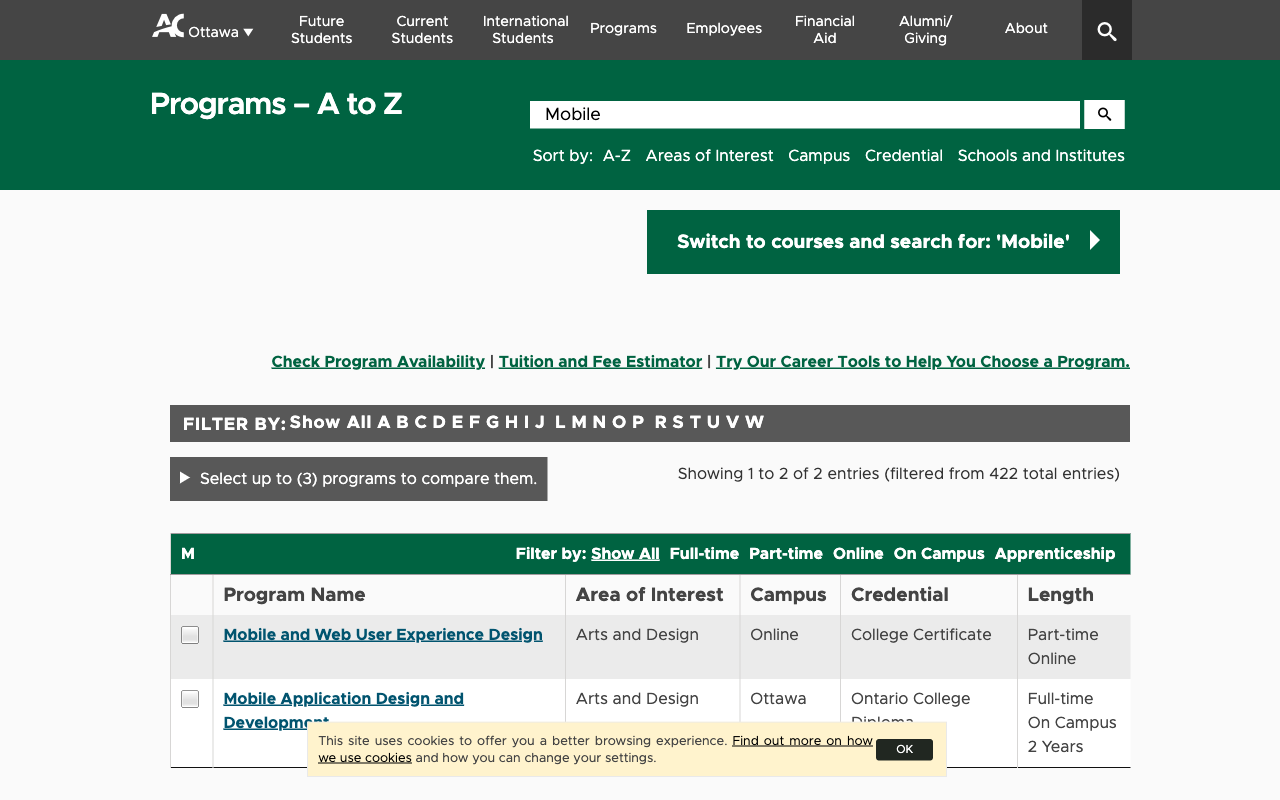 AC Ottawa ▼
Future Students
Current Students
International Students
Programs
Employees
Financial Aid
Alumni/ Giving
About
Programs – A to Z
Mobile
Sort by: A-Z Areas of Interest Campus Credential Schools and Institutes
Switch to courses and search for: 'Mobile'
Check Program Availability | Tuition and Fee Estimator | Try Our Career Tools to Help You Choose a Program.
FILTER BY: Show All A B C D E F G H I J L M N O P R S T U V W
Select up to (3) programs to compare them.
Showing 1 to 2 of 2 entries (filtered from 422 total entries)
M
Filter by: Show All Full-time Part-time Online On Campus Apprenticeship
Program Name Area of Interest Campus Credential Length
Mobile and Web User Experience Design Arts and Design Online College Certificate Part-time
Online
Mobile Application Design and Arts and Design Ottawa Ontario College Full-time
Development Diploma On Campus
2 Years
This site uses cookies to offer you a better browsing experience. Find out more on how
we use cookies and how you can change your settings.
OK